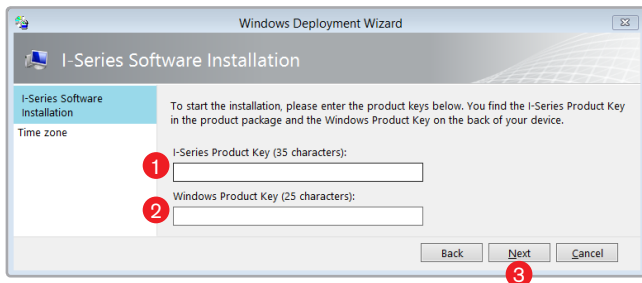 Windows Deployment Wizard
I-Series Software Installation
I-Series Software
Installation
Time zone
To start the installation, please enter the product keys below. You find the I-Series Product Key
in the product package and the Windows Product Key on the back of your device.
I-Series Product Key (35 characters):
1
Windows Product Key (25 characters):
2
Back Next Cancel
3